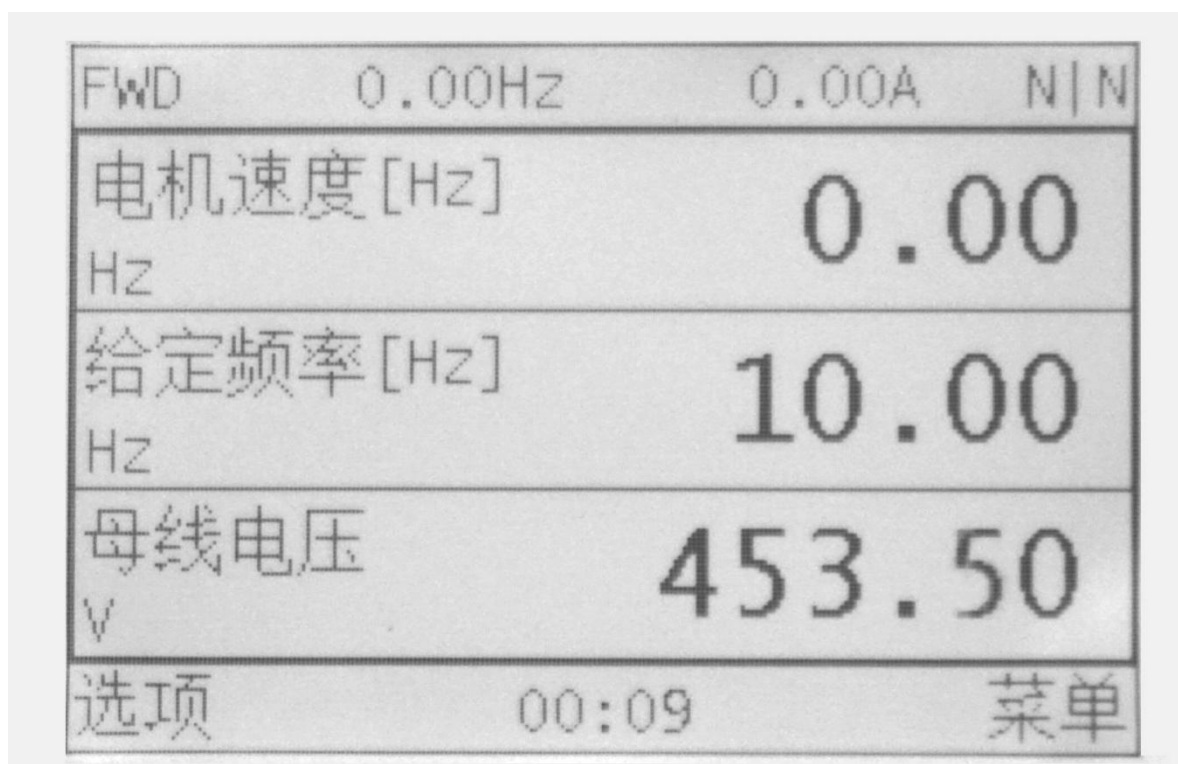 FWD 0.00Hz 0.00A N|N
电机速度[Hz] 0.00
Hz
给定频率[Hz] 10.00
Hz
母线电压 453.50
V
选项 00:09 菜单